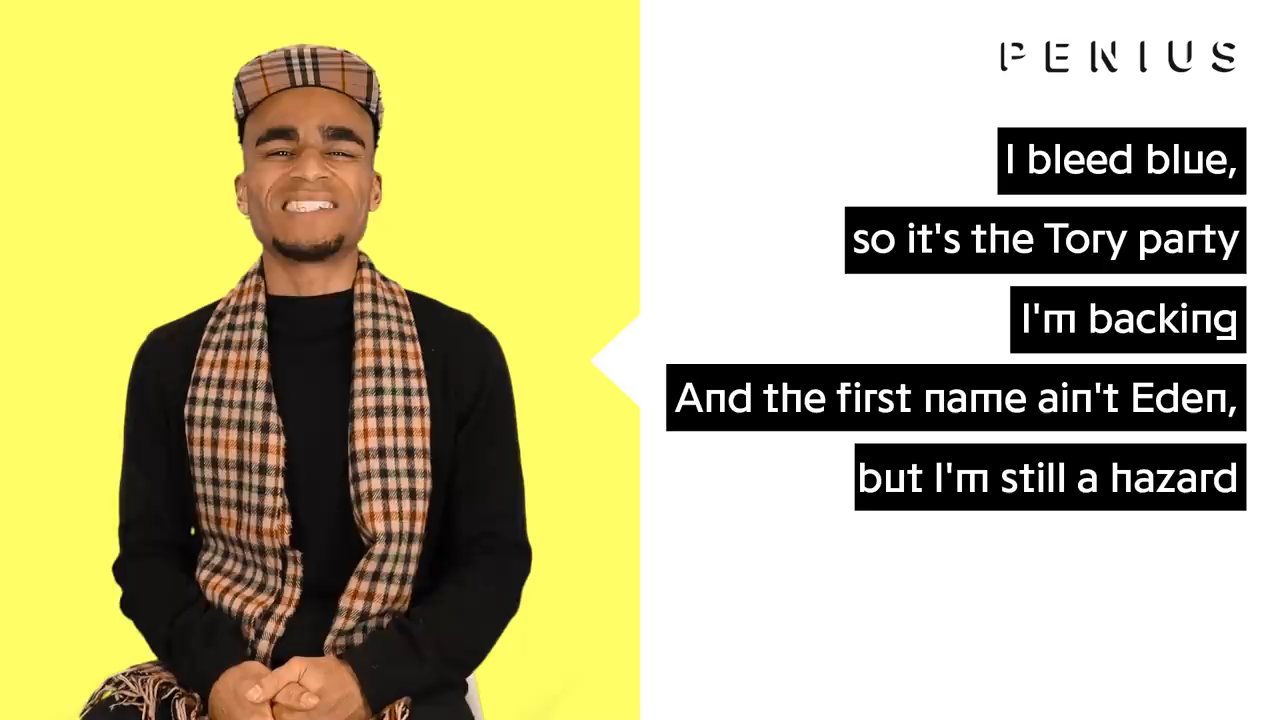 PENIUS
I bleed blue,
so it's the Tory party
I'm backing
And the first name ain't Eden,
but I'm still a hazard